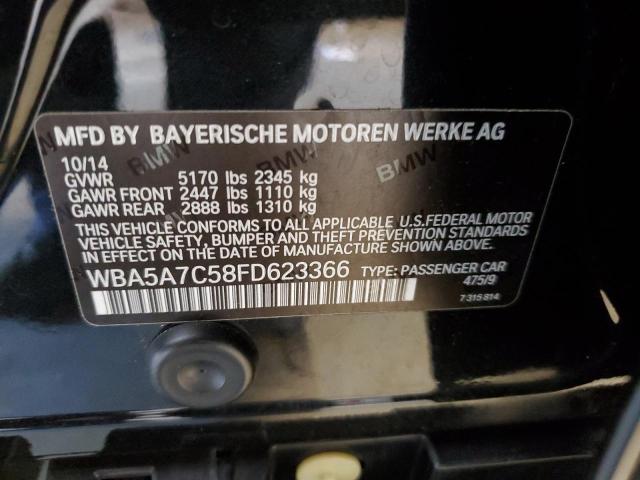 MFD BY BAYERISCHE MOTOREN WERKE AG
10/14
GVWR 5170 lbs 2345 kg
GAWR FRONT 2447 lbs 1110 kg
GAWR REAR 2888 lbs 1310 kg
THIS VEHICLE CONFORMS TO ALL APPLICABLE U.S.FEDERAL MOTOR
VEHICLE SAFETY, BUMPER AND THEFT PREVENTION STANDARDS
IN EFFECT ON THE DATE OF MANUFACTURE SHOWN ABOVE.
WBA5A7C58FD623366 TYPE: PASSENGER CAR
475/9
7 315 814
BMW
BMW
BMW